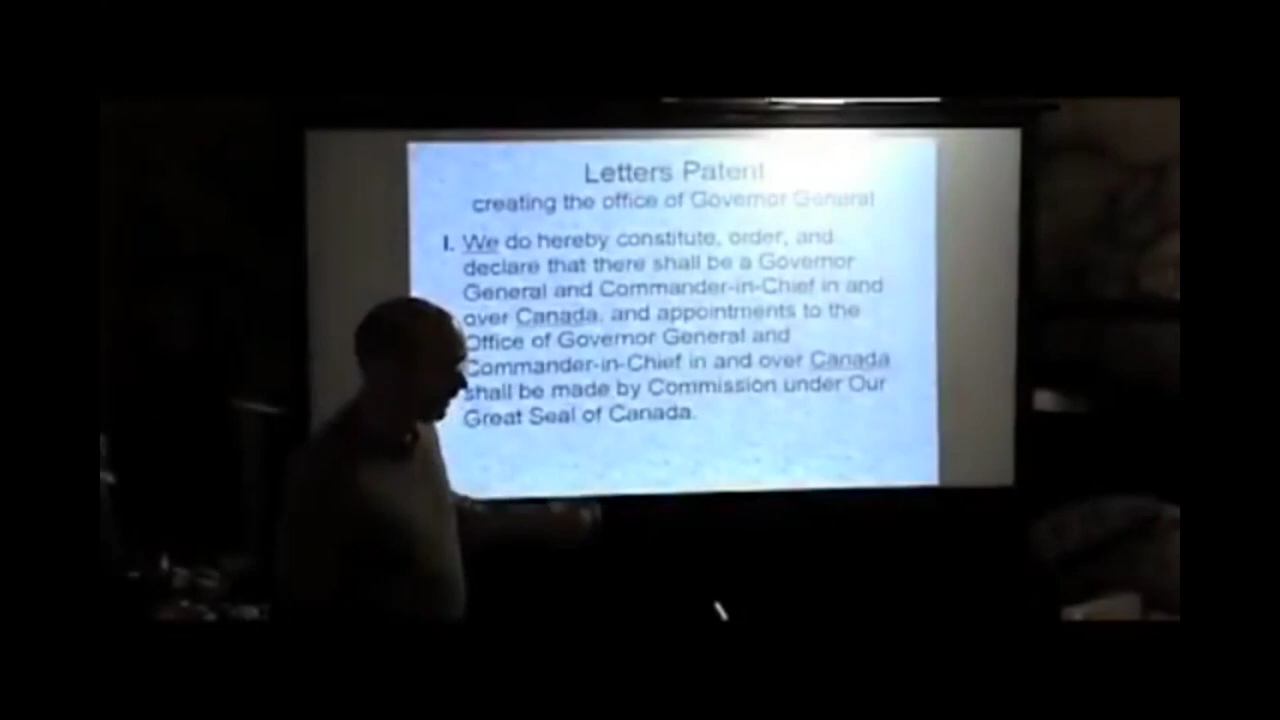 Letters Patent
creating the office of Governor General
I. We do hereby constitute, order, and
declare that there shall be a Governor
General and Commander-in-Chief in and
over Canada, and appointments to the
Office of Governor General and
Commander-in-Chief in and over Canada
shall be made by Commission under Our
Great Seal of Canada.